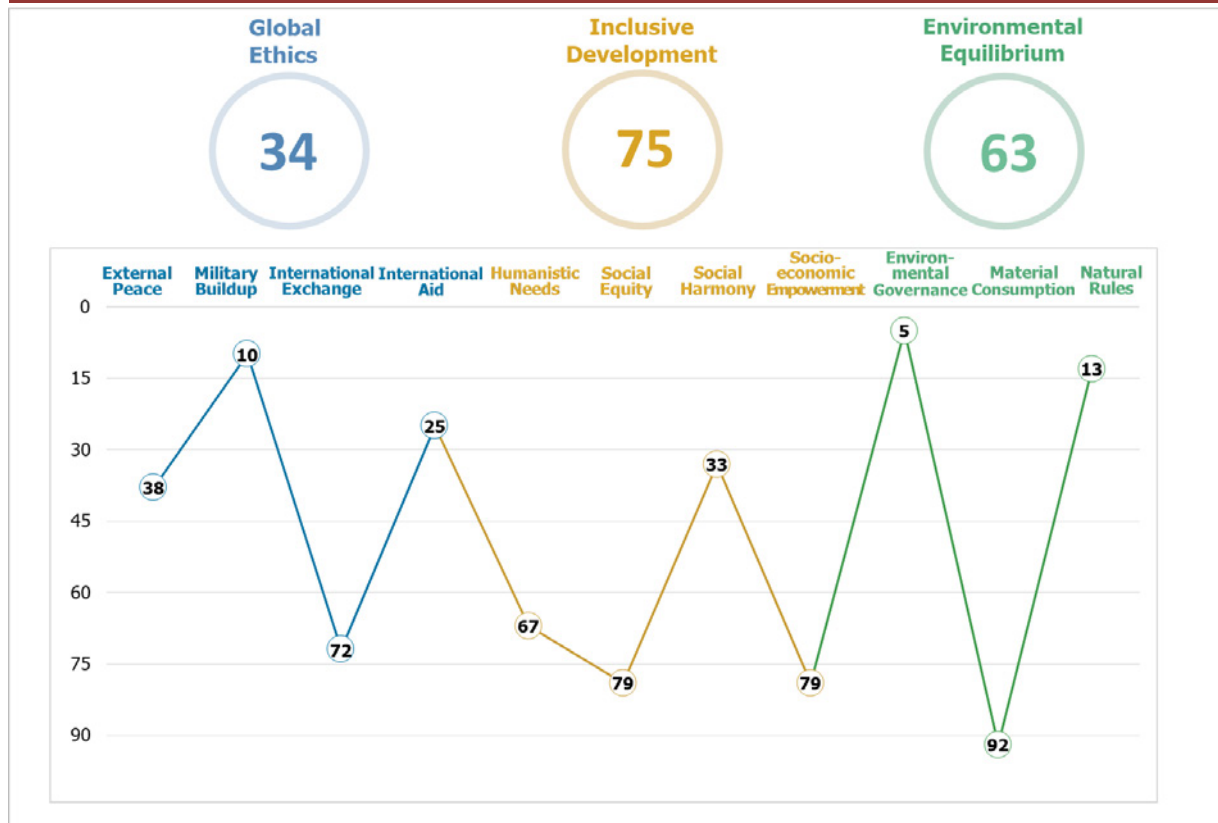 Global
Ethics
34
Inclusive
Development
75
Environmental
Equilibrium
63
External
Peace
Military
Buildup
International
Exchange
International
Aid
Humanistic
Needs
Social
Equity
Social
Harmony
Socio-
economic
Empowerment
Environ-
mental
Governance
Material
Consumption
Natural
Rules
0
15
30
45
60
75
90
38
10
72
25
67
79
33
79
5
92
13